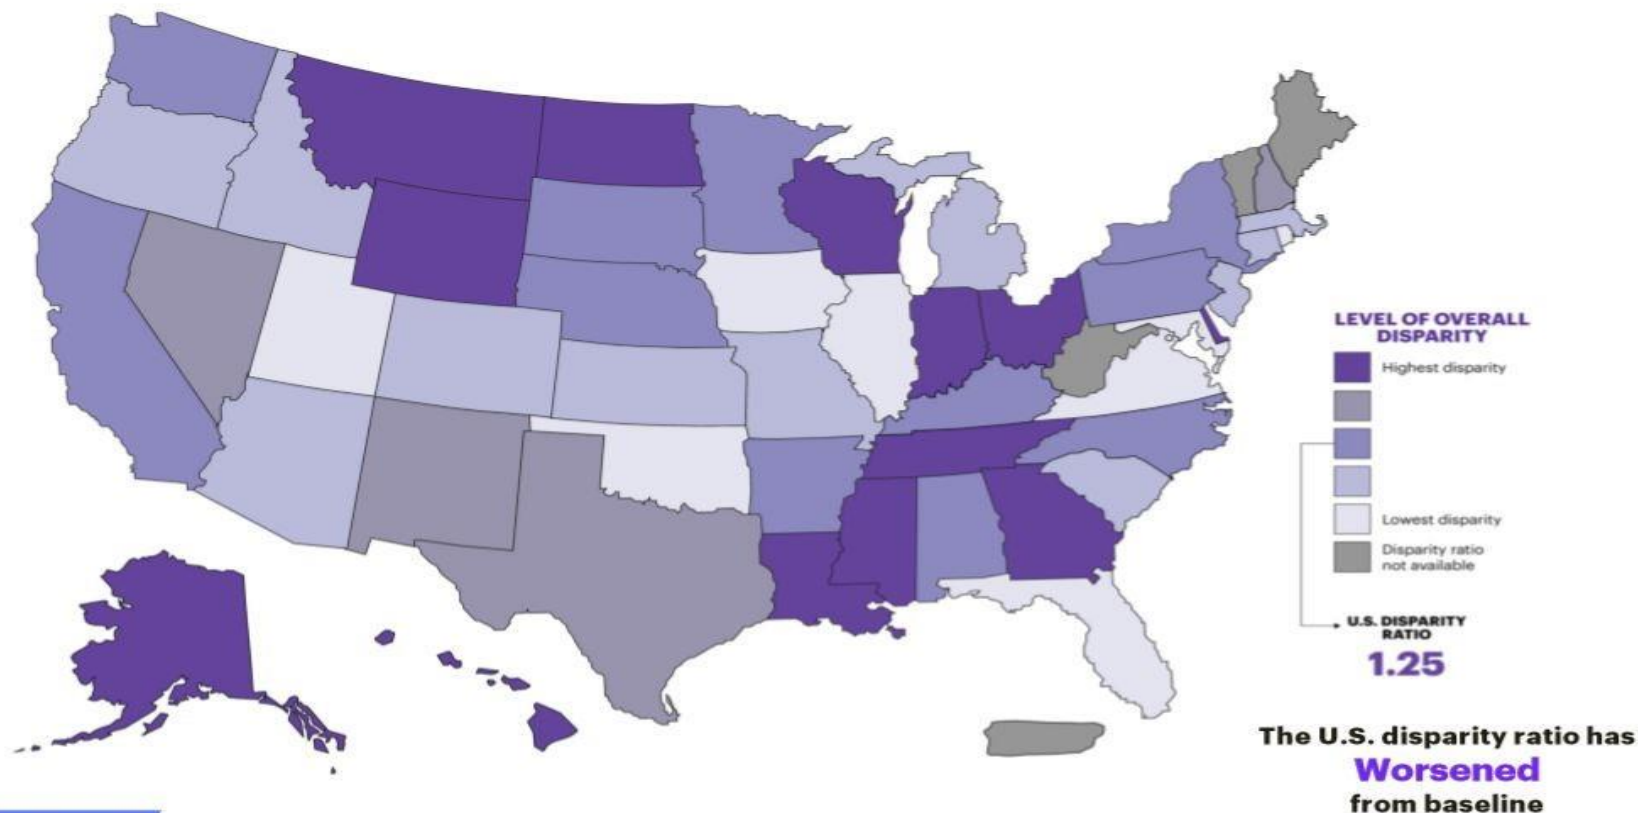 LEVEL OF OVERALL
DISPARITY
Highest disparity
Lowest disparity
Disparity ratio
not available
U.S. DISPARITY
RATIO
1.25
The U.S. disparity ratio has
Worsened
from baseline